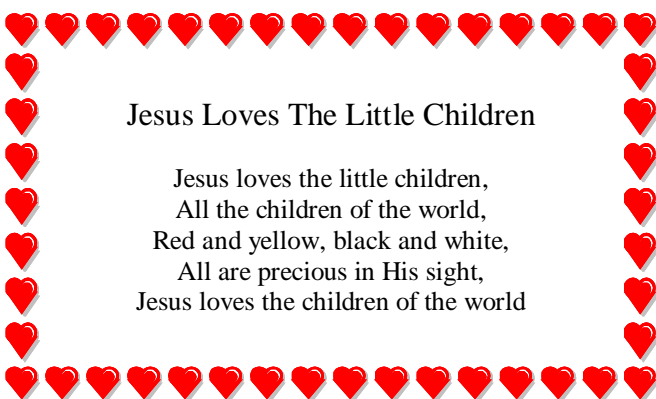 Jesus Loves The Little Children
Jesus loves the little children,
All the children of the world,
Red and yellow, black and white,
All are precious in His sight,
Jesus loves the children of the world